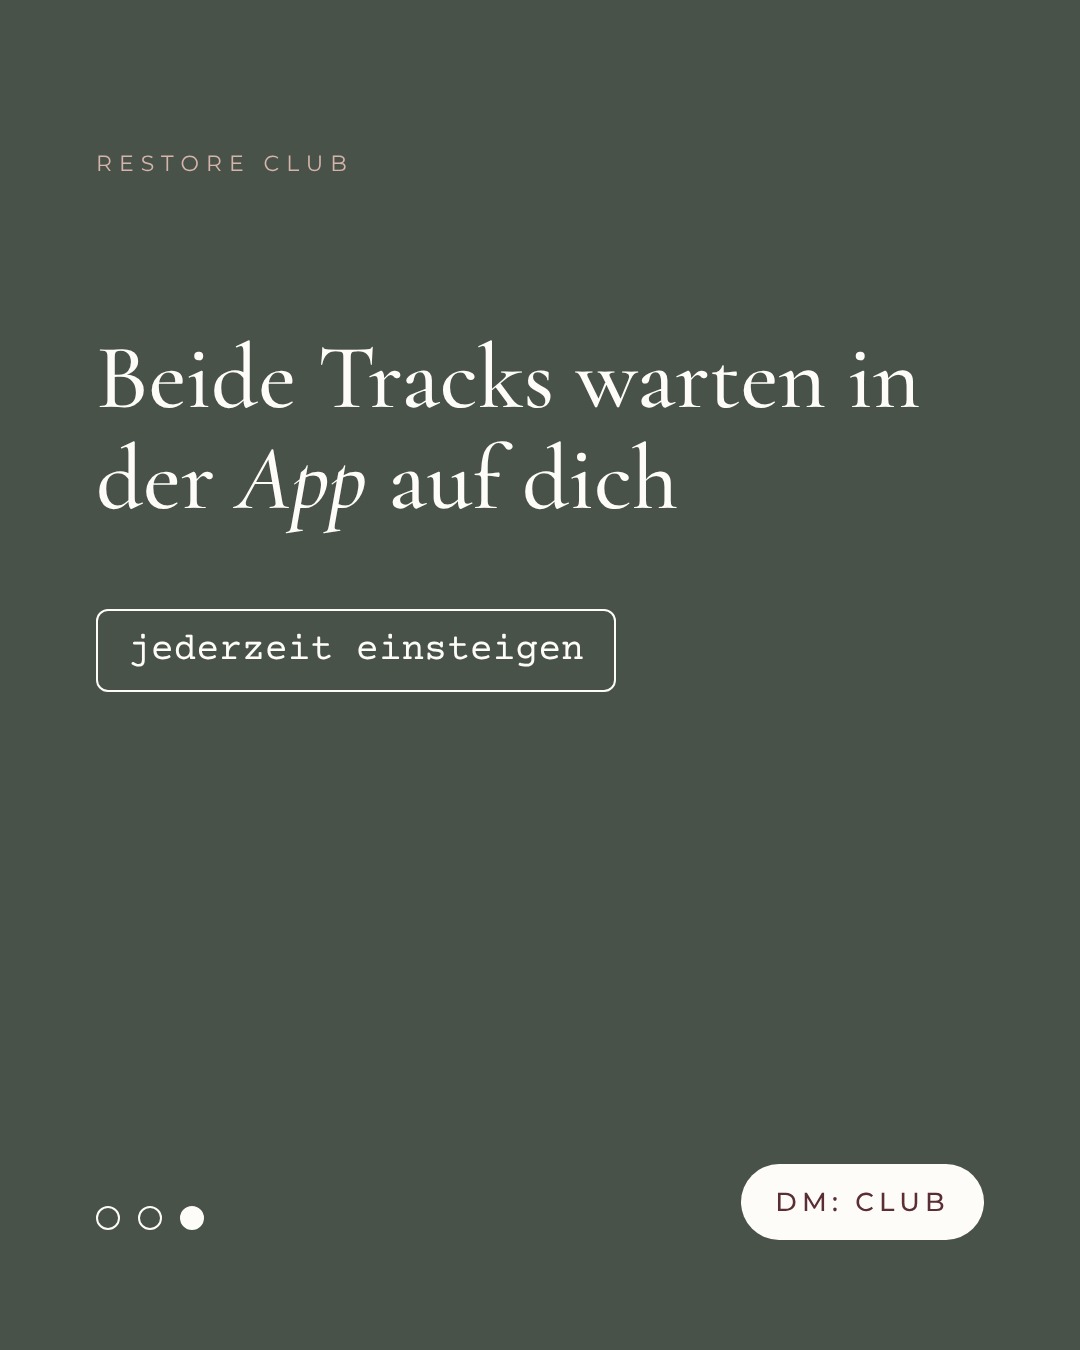 RESTORE CLUB
Beide Tracks warten in
der App auf dich
jederzeit einsteigen
DM: CLUB